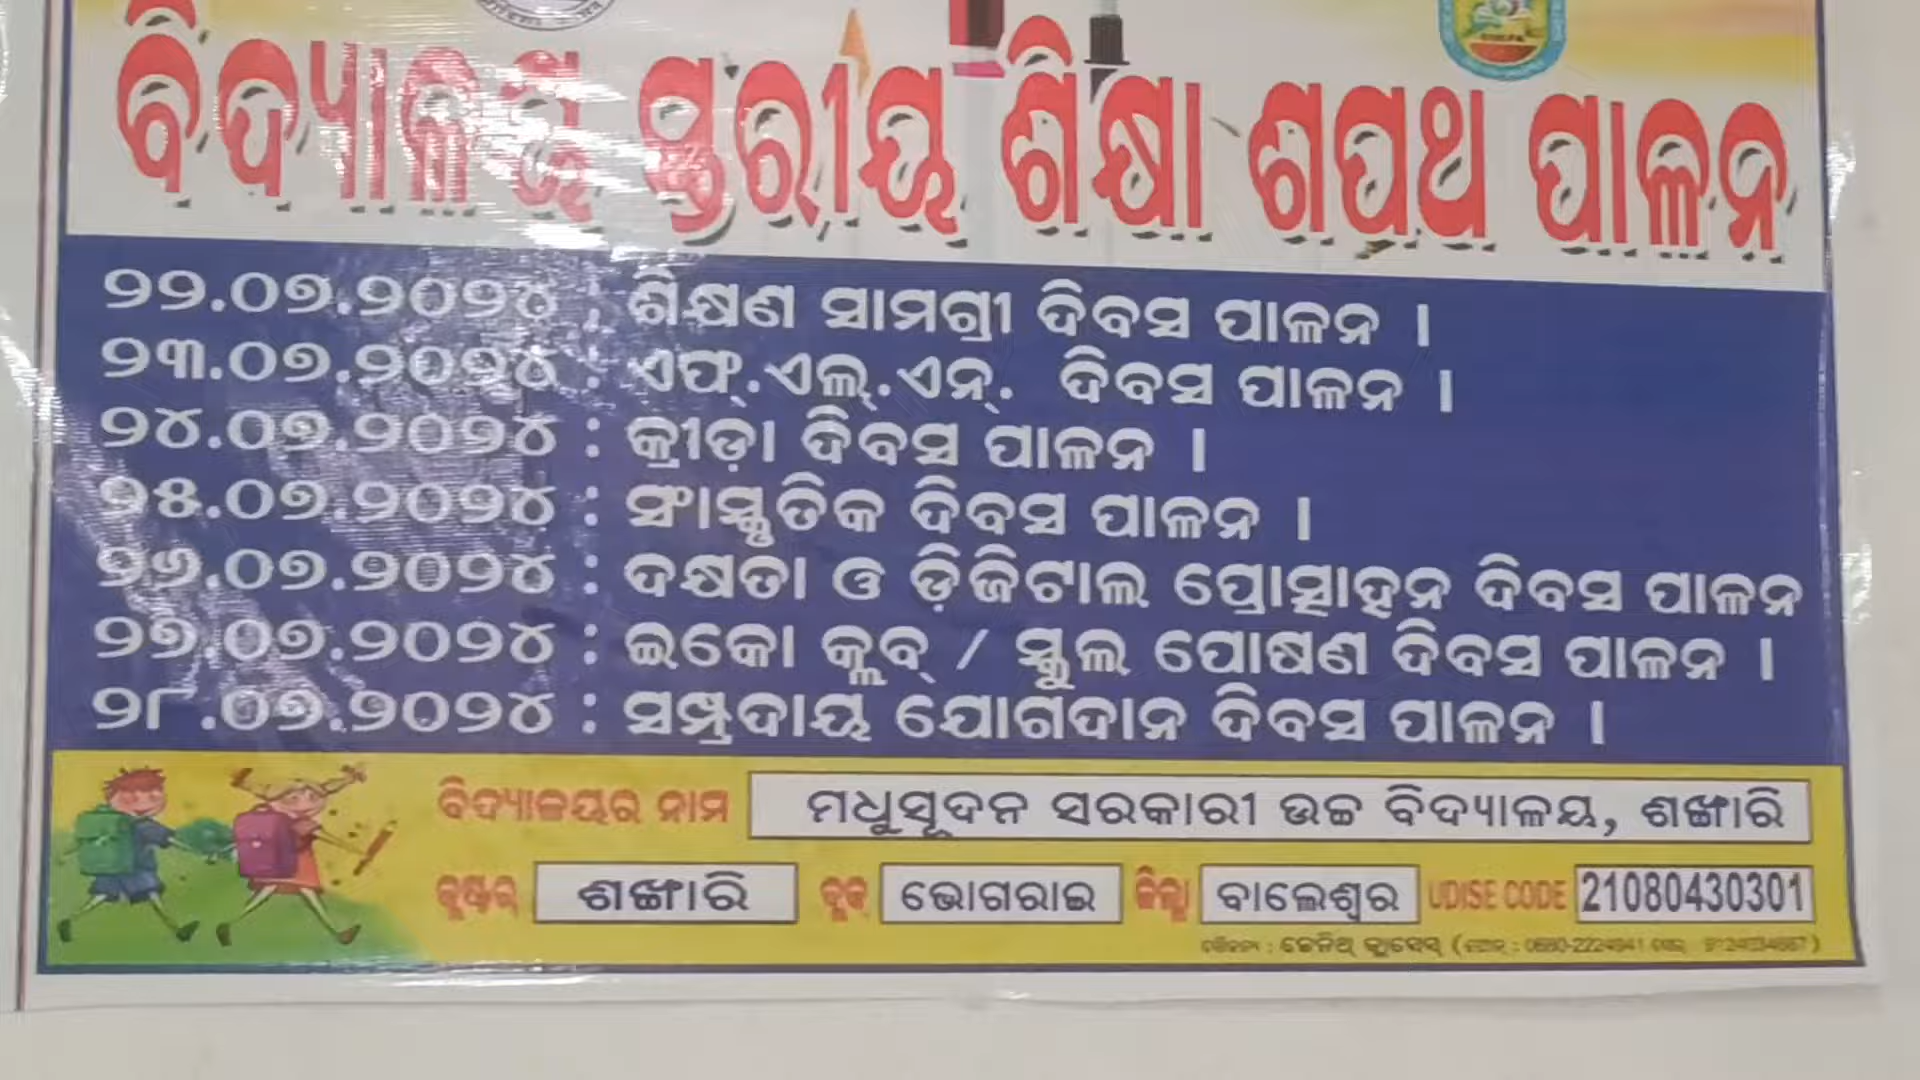 ବିଦ୍ୟାଳୟ ସ୍ତରୀୟ ଶିକ୍ଷା ଶପଥ ପାଳନ
୨୨.୦୭.୨୦୨୪ : ଶିକ୍ଷଣ ସାମଗ୍ରୀ ଦିବସ ପାଳନ ।
୨୩.୦୭.୨୦୨୪ : ଏଫ୍.ଏଲ୍.ଏନ୍. ଦିବସ ପାଳନ ।
୨୪.୦୭.୨୦୨୪ : କ୍ରୀଡ଼ା ଦିବସ ପାଳନ ।
୨୫.୦୭.୨୦୨୪ : ସଂାସ୍କୃତିକ ଦିବସ ପାଳନ ।
୨୬.୦୭.୨୦୨୪ : ଦକ୍ଷତା ଓ ଡ଼ିଜିଟାଲ ପ୍ରୋତ୍ସାହନ ଦିବସ ପାଳନ
୨୭.୦୭.୨୦୨୪ : ଇକୋ କ୍ଲବ୍ / ସ୍କୁଲ ପୋଷଣ ଦିବସ ପାଳନ ।
୨୮.୦୭.୨୦୨୪ : ସମ୍ପ୍ରଦାୟ ଯୋଗଦାନ ଦିବସ ପାଳନ ।
ବିଦ୍ୟାଳୟର ନାମ ମଧୁସୂଦନ ସରକାରୀ ଉଚ୍ଚ ବିଦ୍ୟାଳୟ, ଶଙ୍ଖାରି
କ୍ଲଷ୍ଟର ଶଙ୍ଖାରି ବ୍ଲକ ଭୋଗରାଇ ଜିଲ୍ଲା ବାଲେଶ୍ୱର UDISE CODE 21080430301